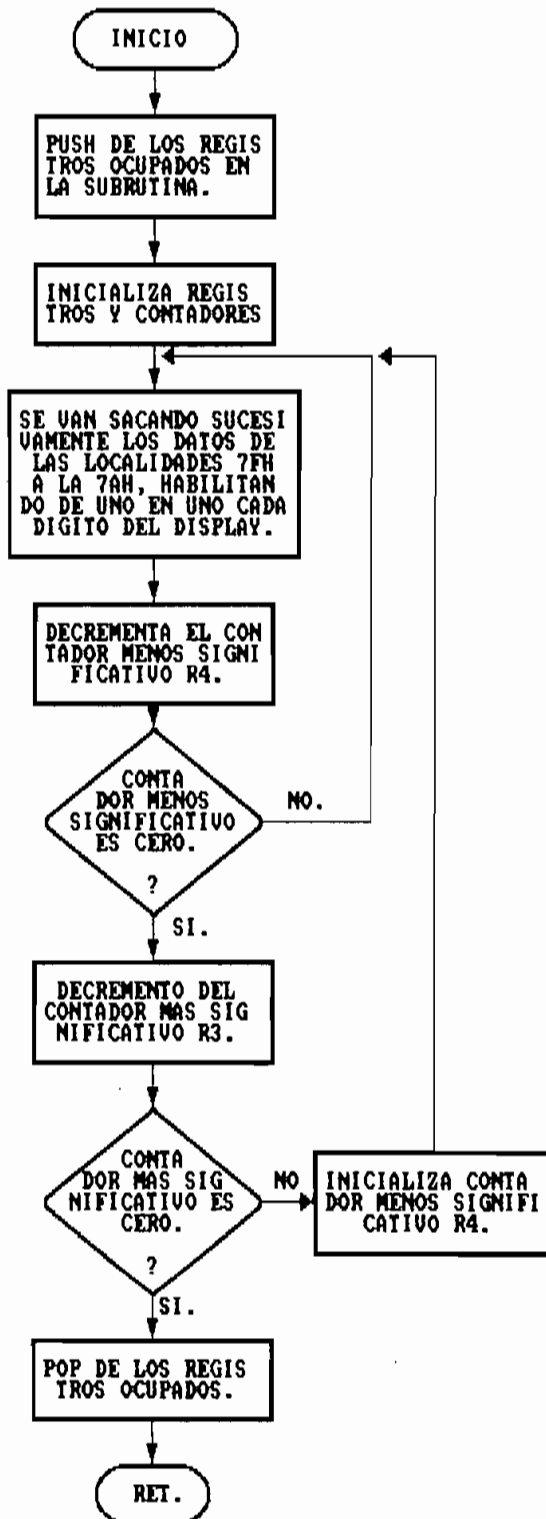 INICIO
PUSH DE LOS REGIS
TROS OCUPADOS EN
LA SUBRUTINA.
INICIALIZA REGIS
TROS Y CONTADORES
SE VAN SACANDO SUCESI
VAMENTE LOS DATOS DE
LAS LOCALIDADES 7FH
A LA 7AH, HABILITAN
DO DE UNO EN UNO CADA
DIGITO DEL DISPLAY.
DECREMENTA EL CON
TADOR MENOS SIGNI
FICATIVO R4.
CONTA
DOR MENOS
SIGNIFICATIVO
ES CERO.
?
NO.
SI.
DECREMENTO DEL
CONTADOR MAS SIG
NIFICATIVO R3.
CONTA
DOR MAS SIG
NIFICATIVO ES
CERO.
?
NO
INICIALIZA CONTA
DOR MENOS SIGNIFI
CATIVO R4.
SI.
POP DE LOS REGIS
TROS OCUPADOS.
RET.